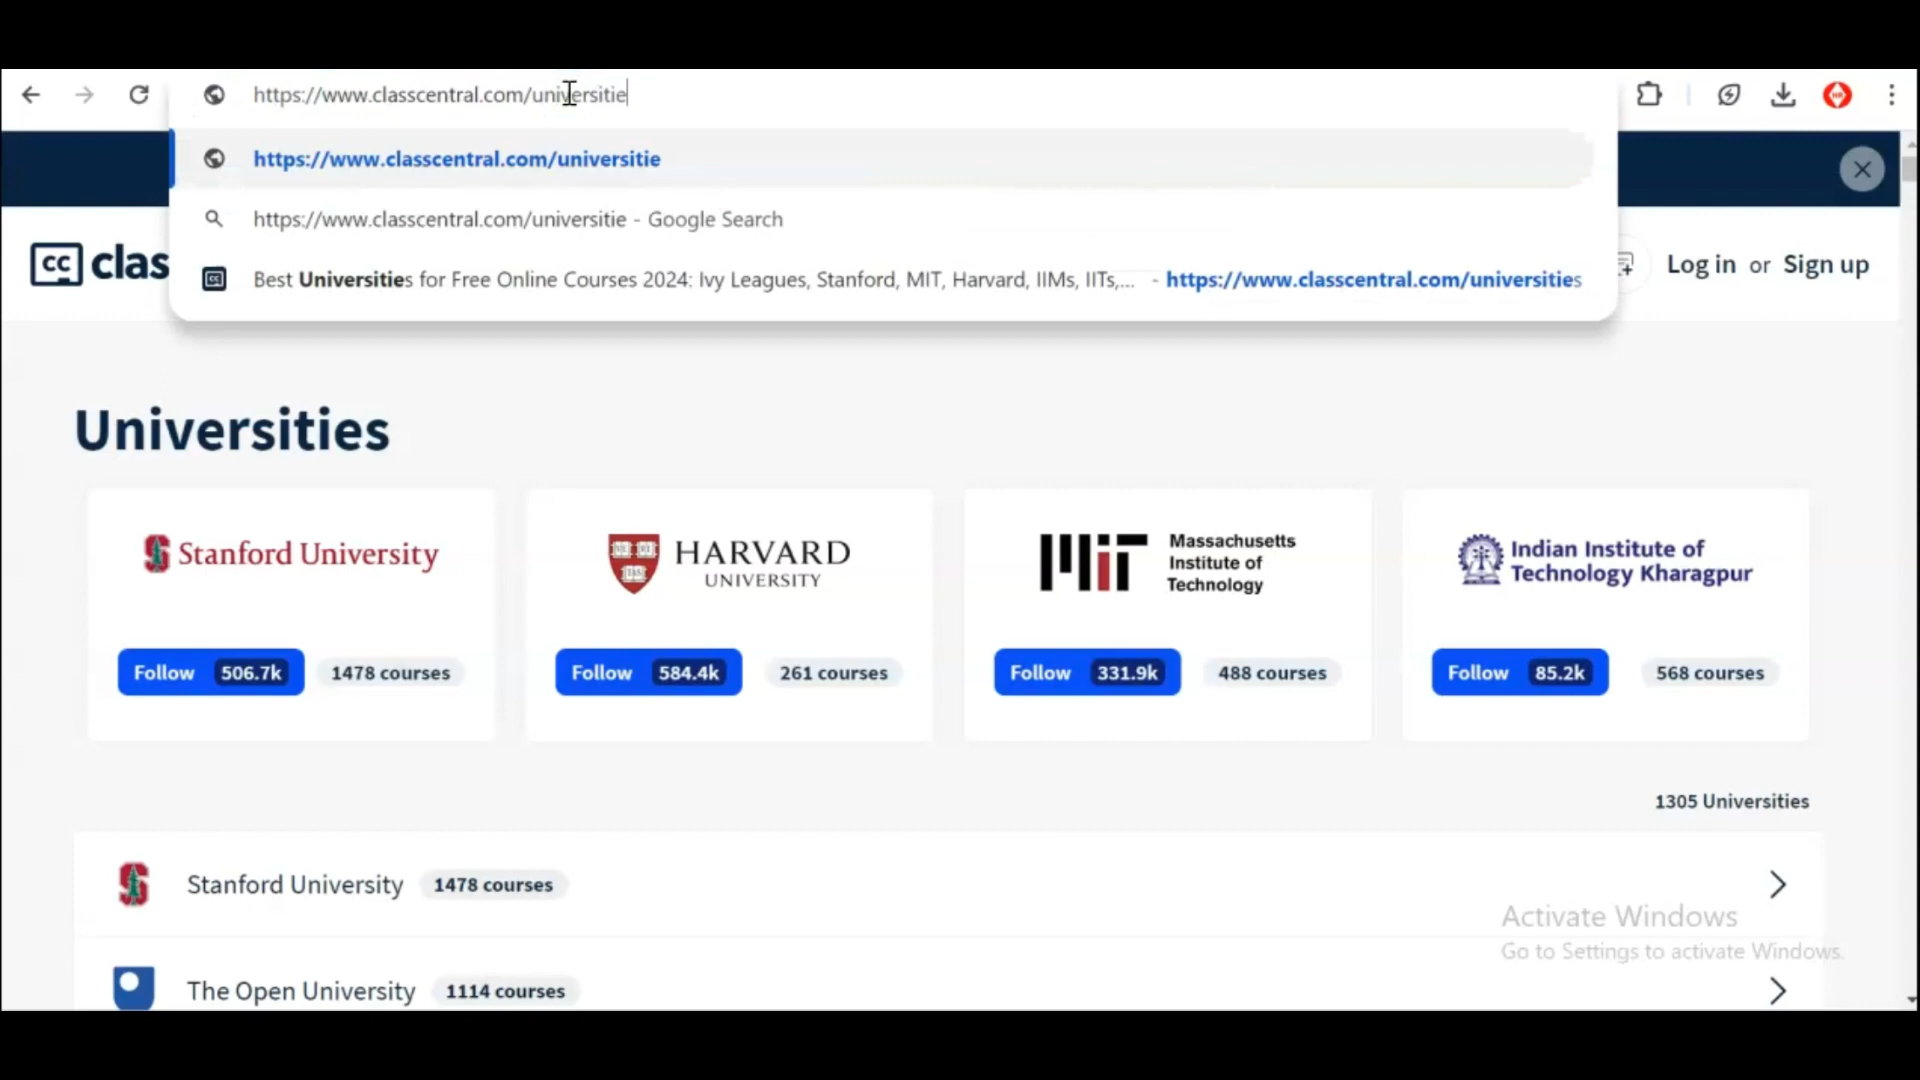 https://www.classcentral.com/universitie
https://www.classcentral.com/universitie
https://www.classcentral.com/universitie - Google Search
Best Universities for Free Online Courses 2024: Ivy Leagues, Stanford, MIT, Harvard, IIMs, IITs,... - https://www.classcentral.com/universities
cc clas
Log in or Sign up
Universities
Stanford University
HARVARD
UNIVERSITY
MIT Massachusetts
Institute of
Technology
Indian Institute of
Technology Kharagpur
Follow 506.7k 1478 courses
Follow 584.4k 261 courses
Follow 331.9k 488 courses
Follow 85.2k 568 courses
1305 Universities
Stanford University 1478 courses
Activate Windows
Go to Settings to activate Windows.
The Open University 1114 courses